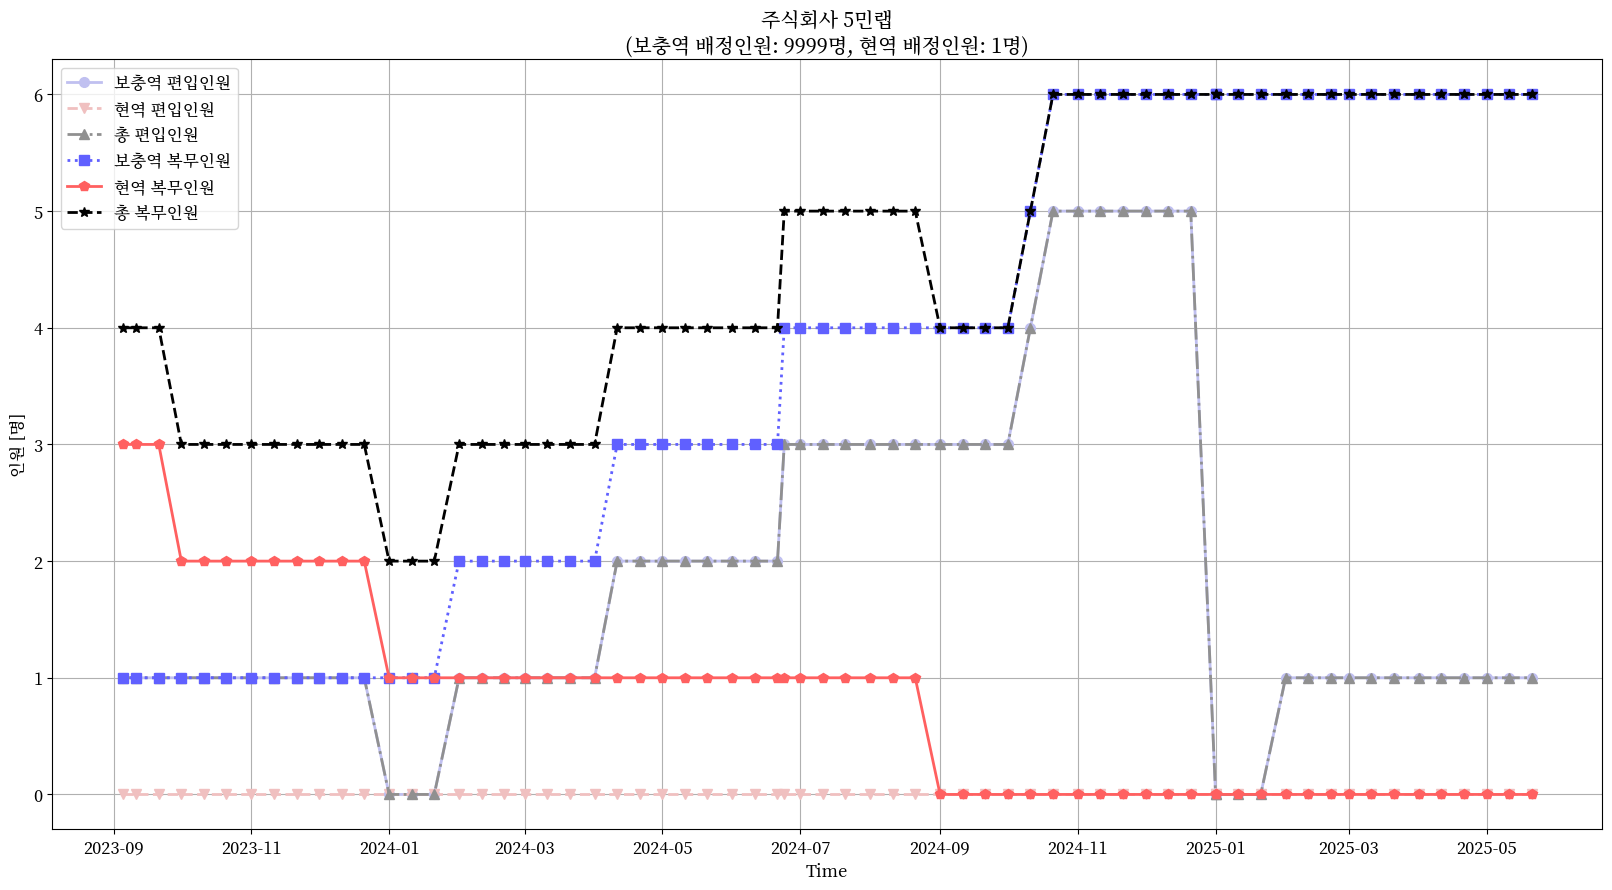 주식회사 5민랩
(보충역 배정인원: 9999명, 현역 배정인원: 1명)
보충역 편입인원
현역 편입인원
총 편입인원
보충역 복무인원
현역 복무인원
총 복무인원
인원 [명]
6
5
4
3
2
1
0
2023-09
2023-11
2024-01
2024-03
2024-05
2024-07
2024-09
2024-11
2025-01
2025-03
2025-05
Time